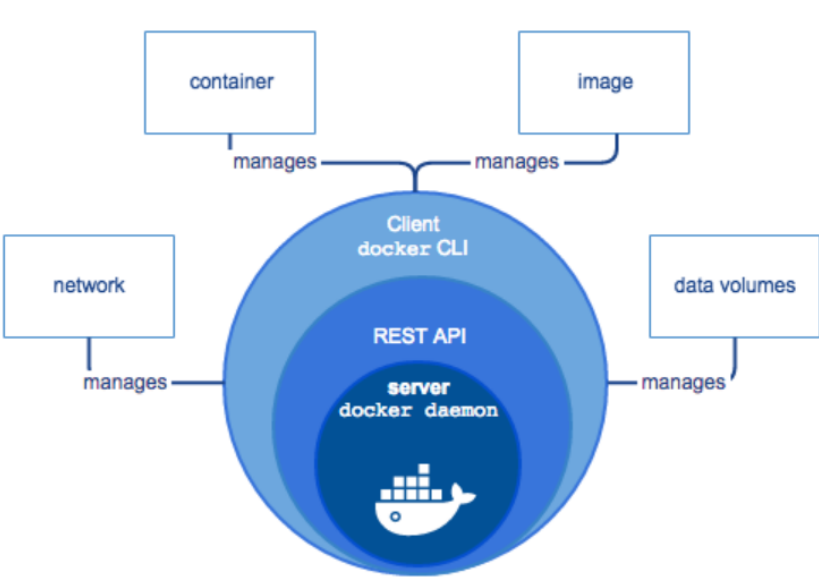 container
image
manages
manages
Client
docker CLI
network
data volumes
REST API
manages
server
manages
docker daemon